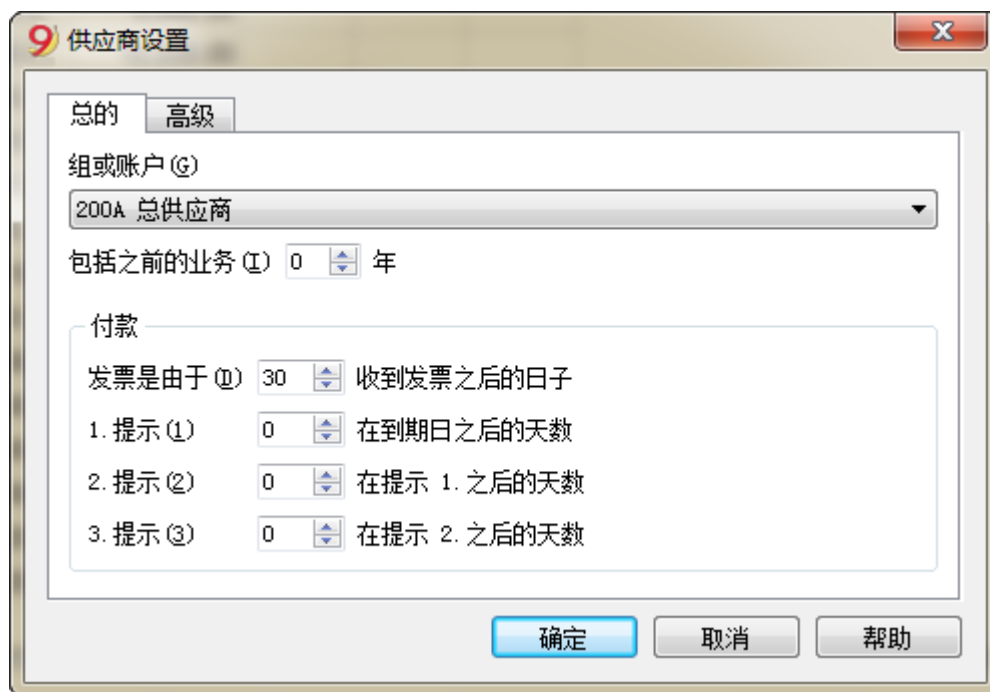 9 供应商设置
总的 高级
组或账户(G)
200A 总供应商
包括之前的业务(I) 0 年
付款
发票是由于(D) 30 收到发票之后的日子
1.提示(1) 0 在到期日之后的天数
2.提示(2) 0 在提示 1.之后的天数
3.提示(3) 0 在提示 2.之后的天数
确定 取消 帮助